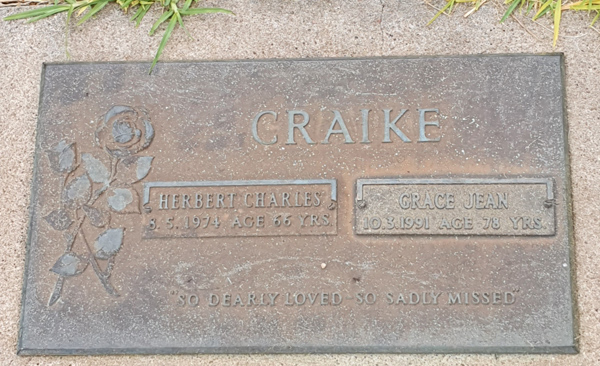 CRAIKE
HERBERT CHARLES
5. 5. 1974 AGE 66 YRS.
GRACE JEAN
10.3.1991 AGE 78 YRS.
"SO DEARLY LOVED SO SADLY MISSED"